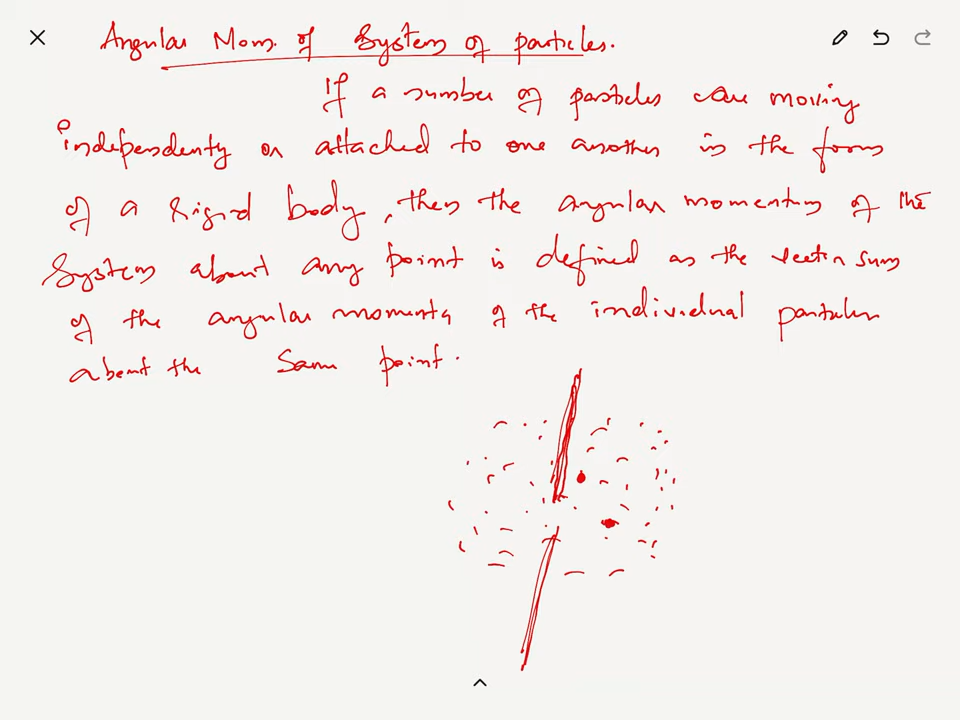 Angular Mom. of System of particles.
If a number of particles are moving
independenty or attached to one another in the form
of a rigid body, then the angular momentum of the
System about any point is defined as the vector sum
of the angular momenta of the individual particles
about the Same point.